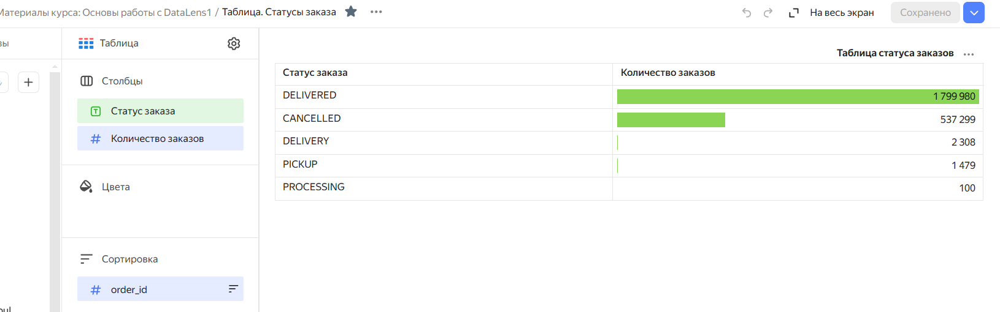 Материалы курса: Основы работы с DataLens1 / Таблица. Статусы заказа
На весь экран
Сохранено
Таблица
Столбцы
Статус заказа
Количество заказов
Цвета
Сортировка
order_id
Таблица статуса заказов
Статус заказа Количество заказов
DELIVERED 1 799 980
CANCELLED 537 299
DELIVERY 2 308
PICKUP 1 479
PROCESSING 100